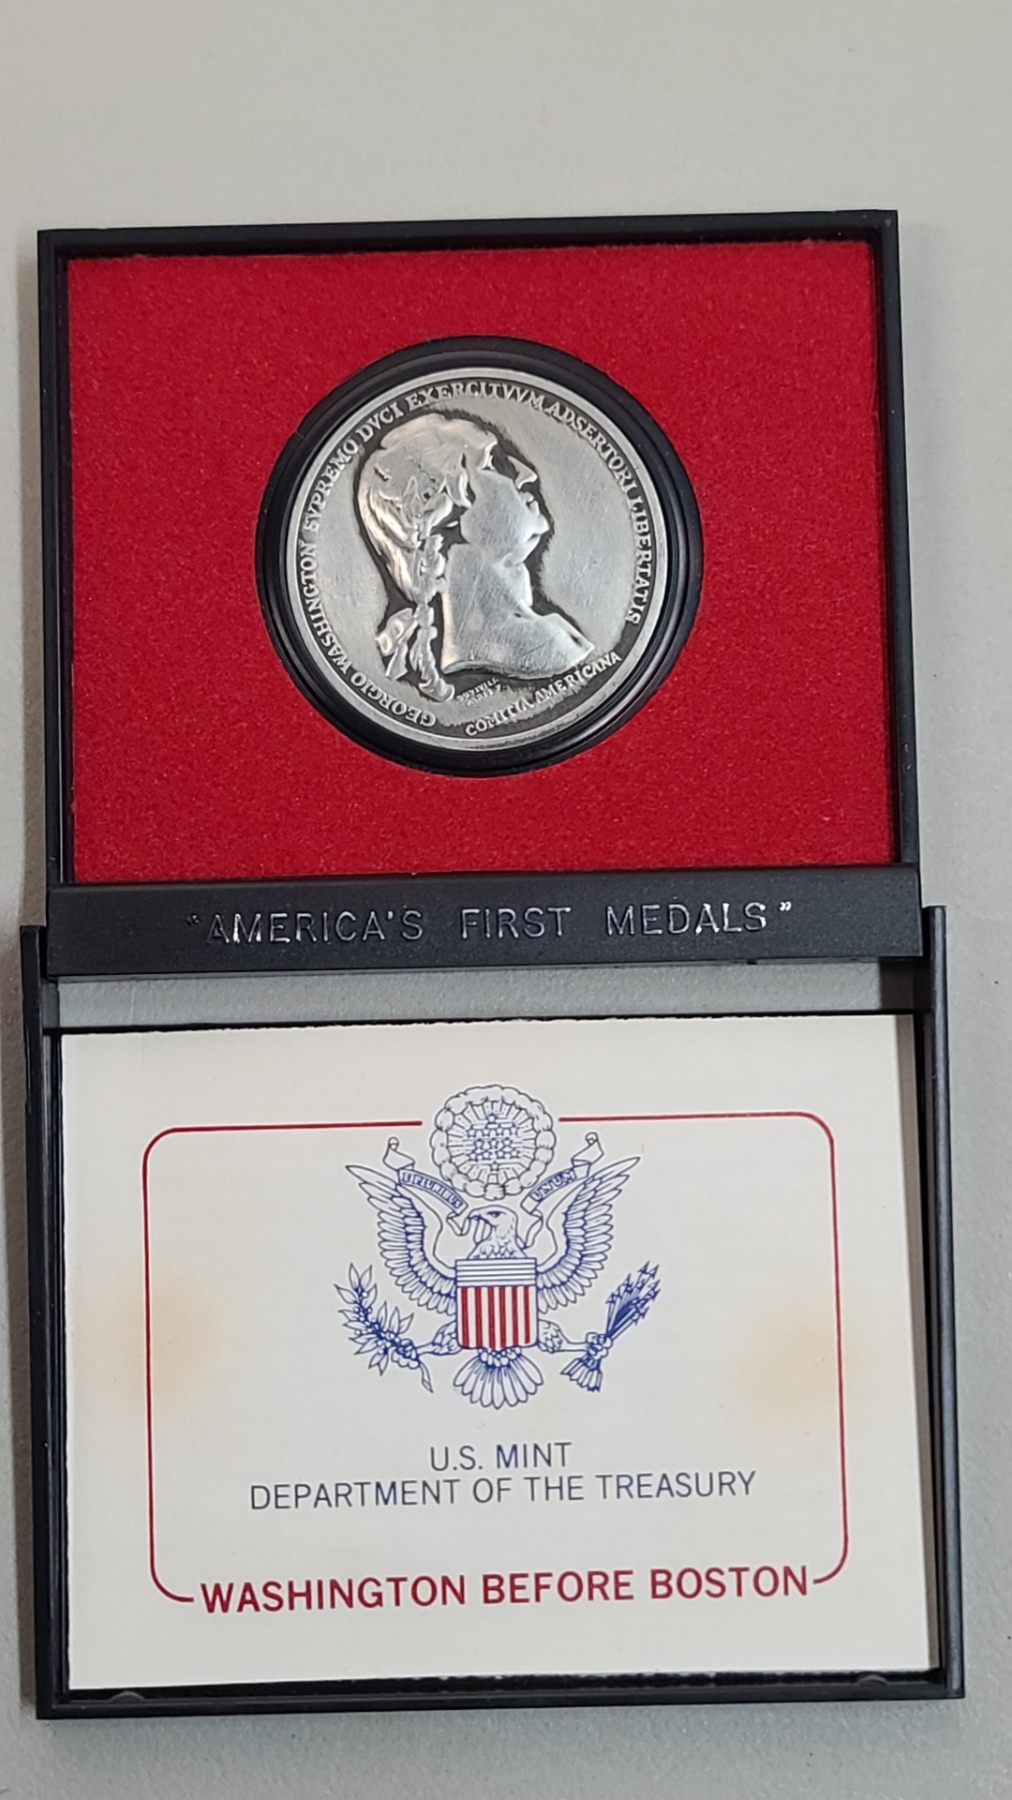 GEORGIO WASHINGTON SVPREMO DVCI EXERCITVVM ADSERTORI LIBERTATIS
COMITIA AMERICANA
"AMERICA'S FIRST MEDALS"
U.S. MINT
DEPARTMENT OF THE TREASURY
WASHINGTON BEFORE BOSTON